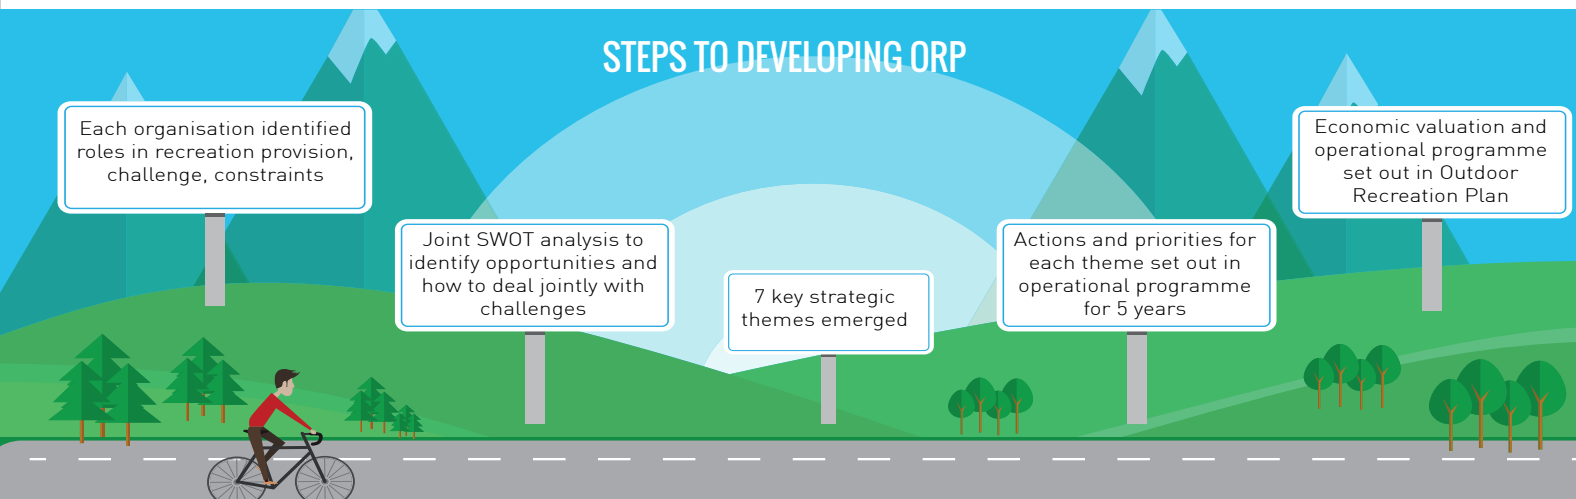 STEPS TO DEVELOPING ORP
Each organisation identified
roles in recreation provision,
challenge, constraints
Joint SWOT analysis to
identify opportunities and
how to deal jointly with
challenges
7 key strategic
themes emerged
Actions and priorities for
each theme set out in
operational programme
for 5 years
Economic valuation and
operational programme
set out in Outdoor
Recreation Plan